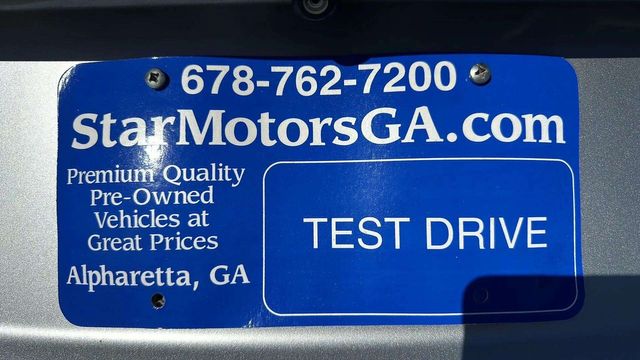 678-762-7200
StarMotorsGA.com
Premium Quality
Pre-Owned
Vehicles at
Great Prices
Alpharetta, GA
TEST DRIVE